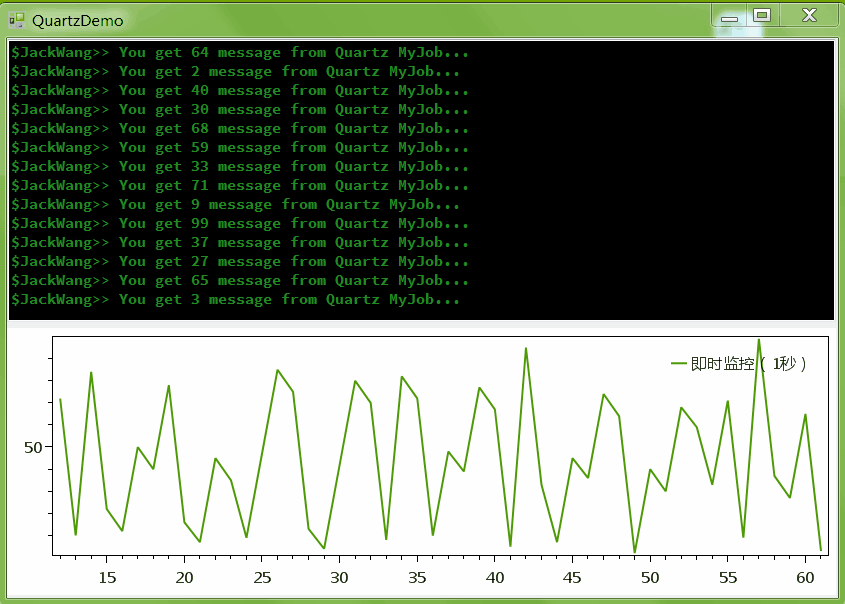 QuartzDemo
$JackWang>> You get 64 message from Quartz MyJob...
$JackWang>> You get 2 message from Quartz MyJob...
$JackWang>> You get 40 message from Quartz MyJob...
$JackWang>> You get 30 message from Quartz MyJob...
$JackWang>> You get 68 message from Quartz MyJob...
$JackWang>> You get 59 message from Quartz MyJob...
$JackWang>> You get 33 message from Quartz MyJob...
$JackWang>> You get 71 message from Quartz MyJob...
$JackWang>> You get 9 message from Quartz MyJob...
$JackWang>> You get 99 message from Quartz MyJob...
$JackWang>> You get 37 message from Quartz MyJob...
$JackWang>> You get 27 message from Quartz MyJob...
$JackWang>> You get 65 message from Quartz MyJob...
$JackWang>> You get 3 message from Quartz MyJob...
即时监控（1秒）
50
15 20 25 30 35 40 45 50 55 60